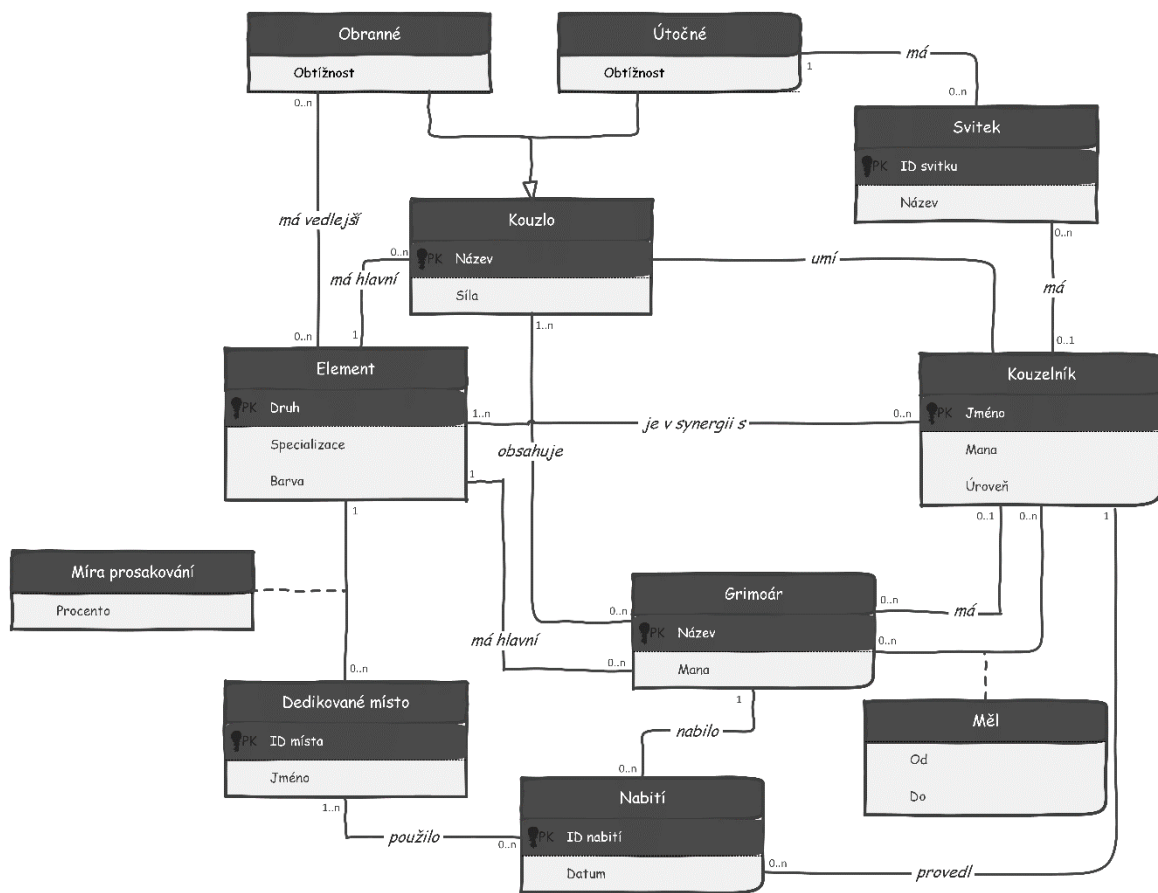 Obranné
Obtížnost
Útočné
Obtížnost
má
1
0..n
0..n
Svitek
PK ID svitku
Název
0..n
má vedlejší
Kouzlo
0..n
PK Název
Síla
1..n
má hlavní
umí
má
1
0..n
0..1
Element
PK Druh
Specializace
Barva
1..n
je v synergii s
0..n
Kouzelník
PK Jméno
Mana
Úroveň
obsahuje
1
1
0..1
0..n
1
Míra prosakování
Procento
Grimoár
PK Název
Mana
0..n
0..n
má
0..n
má hlavní
0..n
0..n
1
Dedikované místo
PK ID místa
Jméno
Měl
Od
Do
nabilo
0..n
1..n
použilo
0..n
Nabití
PK ID nabití
Datum
0..n
provedl